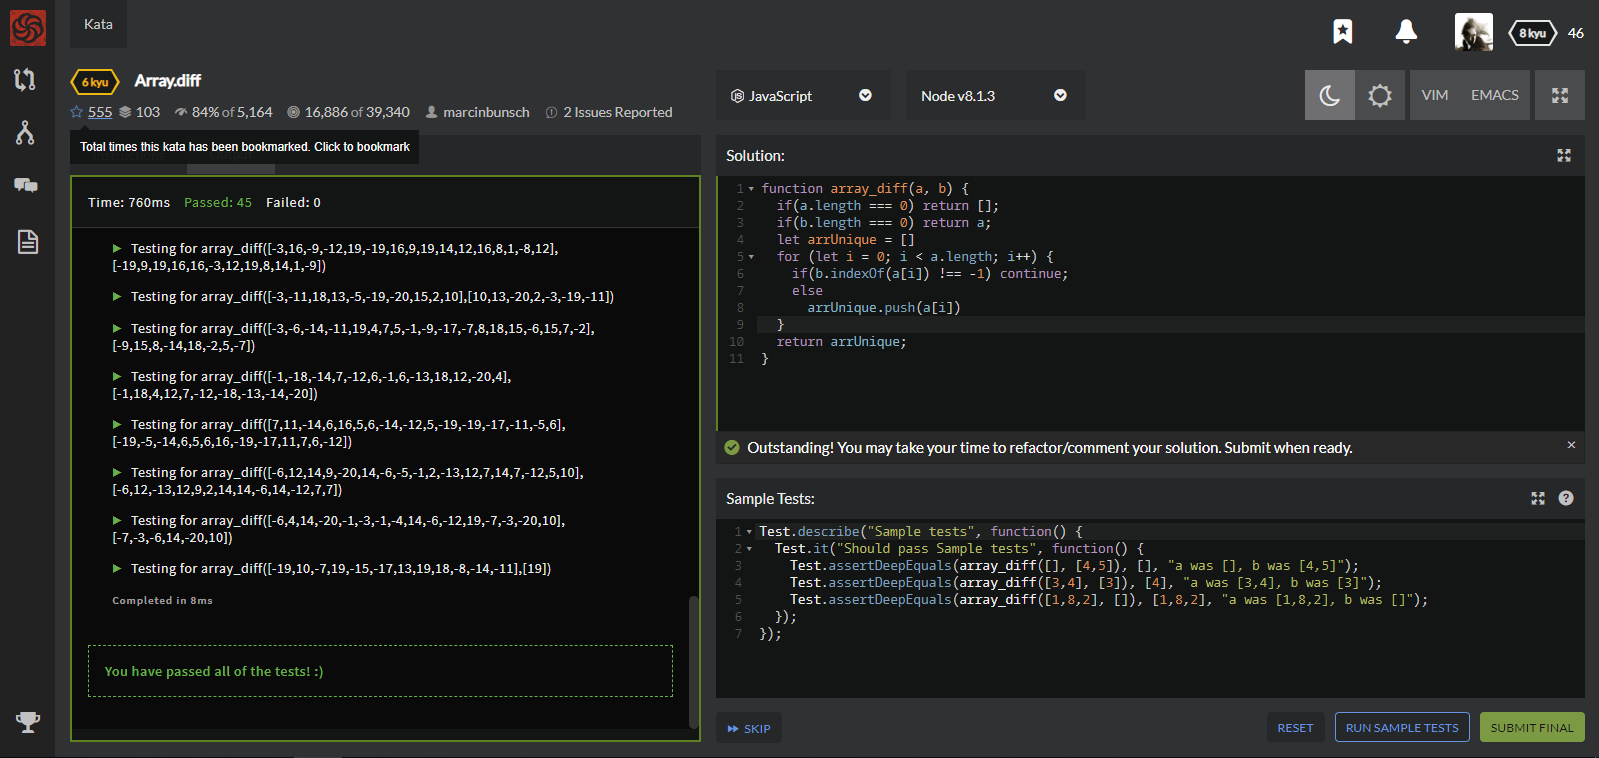 Kata
8 kyu 46
6 kyu Array.diff
555 103 84% of 5,164 16,886 of 39,340 marcinbunsch 2 Issues Reported
Total times this kata has been bookmarked. Click to bookmark
JavaScript
Node v8.1.3
VIM EMACS
Time: 760ms Passed: 45 Failed: 0
Testing for array_diff([-3,16,-9,-12,19,-19,16,9,19,14,12,16,8,1,-8,12],
[-19,9,19,16,16,-3,12,19,8,14,1,-9])
Testing for array_diff([-3,-11,18,13,-5,-19,-20,15,2,10],[10,13,-20,2,-3,-19,-11])
Testing for array_diff([-3,-6,-14,-11,19,4,7,5,-1,-9,-17,-7,8,18,15,-6,15,7,-2],
[-9,15,8,-14,18,-2,5,-7])
Testing for array_diff([-1,-18,-14,7,-12,6,-1,6,-13,18,12,-20,4],
[-1,18,4,12,7,-12,-18,-13,-14,-20])
Testing for array_diff([7,11,-14,6,16,5,6,-14,-12,5,-19,-19,-17,-11,-5,6],
[-19,-5,-14,6,5,6,16,-19,-17,11,7,6,-12])
Testing for array_diff([-6,12,14,9,-20,14,-6,-5,-1,2,-13,12,7,14,7,-12,5,10],
[-6,12,-13,12,9,2,14,14,-6,14,-12,7,7])
Testing for array_diff([-6,4,14,-20,-1,-3,-1,-4,14,-6,-12,19,-7,-3,-20,10],
[-7,-3,-6,14,-20,10])
Testing for array_diff([-19,10,-7,19,-15,-17,13,19,18,-8,-14,-11],[19])
Completed in 8ms
You have passed all of the tests! :)
Solution:
1 function array_diff(a, b) {
2 if(a.length === 0) return [];
3 if(b.length === 0) return a;
4 let arrUnique = []
5 for (let i = 0; i < a.length; i++) {
6 if(b.indexOf(a[i]) !== -1) continue;
7 else
8 arrUnique.push(a[i])
9 }
10 return arrUnique;
11 }
Outstanding! You may take your time to refactor/comment your solution. Submit when ready.
Sample Tests:
1 Test.describe("Sample tests", function() {
2 Test.it("Should pass Sample tests", function() {
3 Test.assertDeepEquals(array_diff([], [4,5]), [], "a was [], b was [4,5]");
4 Test.assertDeepEquals(array_diff([3,4], [3]), [4], "a was [3,4], b was [3]");
5 Test.assertDeepEquals(array_diff([1,8,2], []), [1,8,2], "a was [1,8,2], b was []");
6 });
7 });
SKIP
RESET
RUN SAMPLE TESTS
SUBMIT FINAL